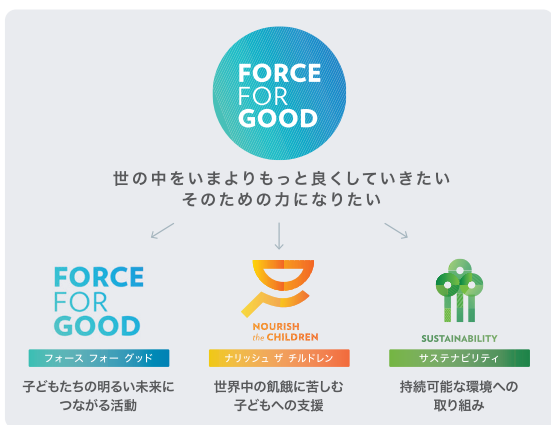 FORCE
FOR
GOOD
世の中をいまよりもっと良くしていきたい
そのための力になりたい
FORCE
FOR
GOOD
フォース フォー グッド
子どもたちの明るい未来に
つながる活動
NOURISH
the CHILDREN
ナリッシュ ザ チルドレン
世界中の飢餓に苦しむ
子どもへの支援
SUSTAINABILITY
サステナビリティ
持続可能な環境への
取り組み